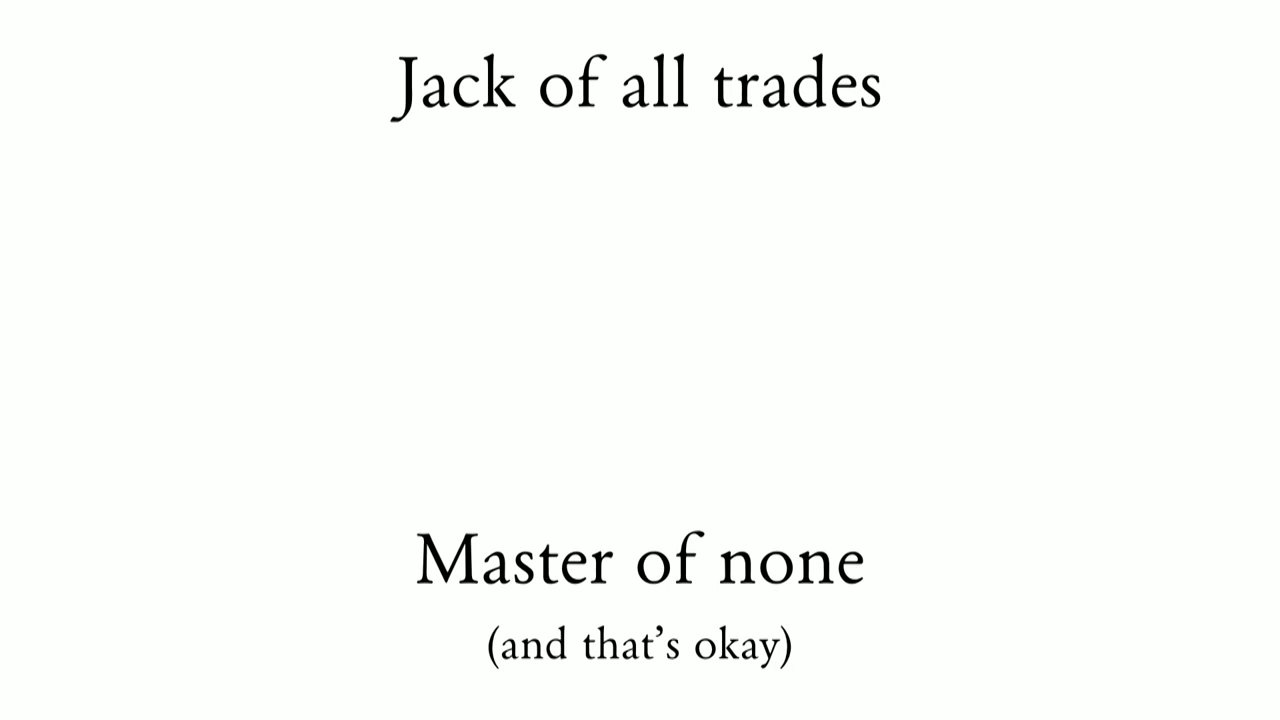 Jack of all trades
Master of none
(and that’s okay)